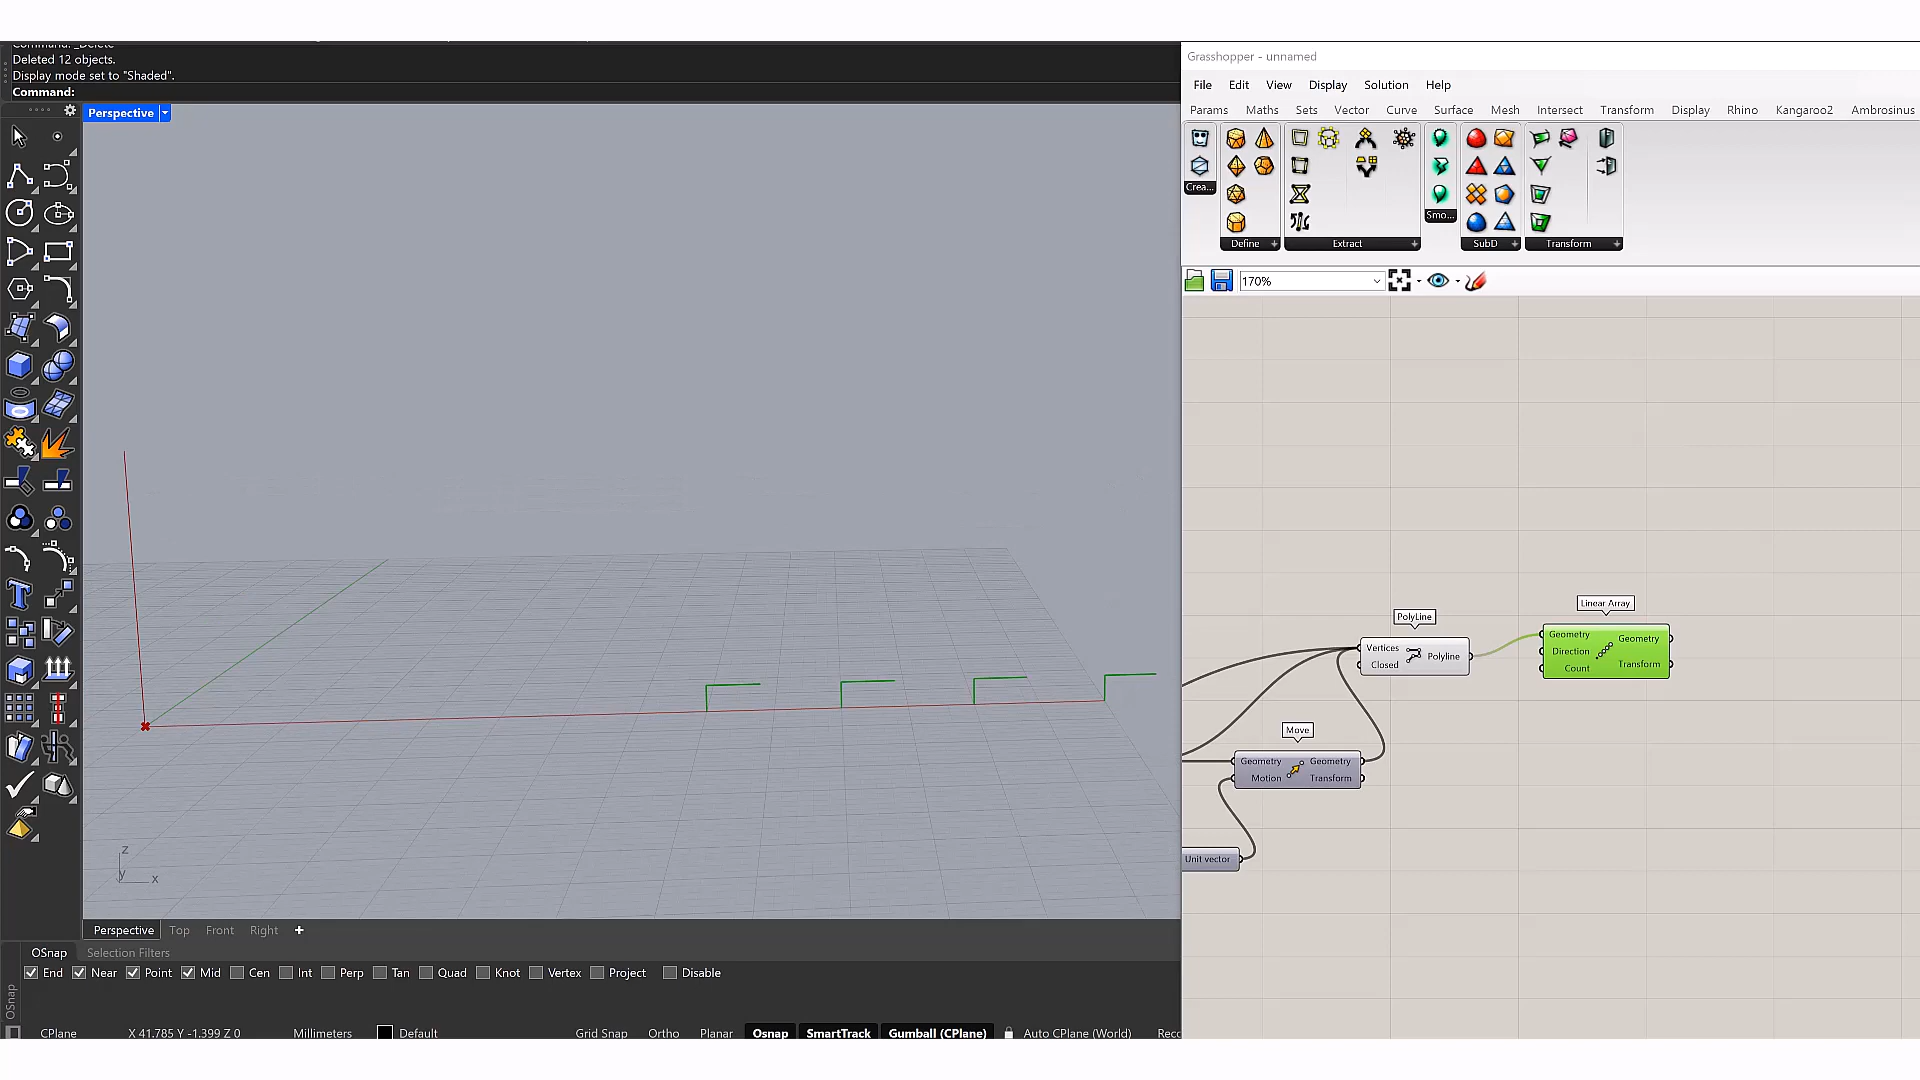 Command: _Delete
Deleted 12 objects.
Display mode set to "Shaded".
Command:
Perspective
z
y
x
Perspective Top Front Right
OSnap Selection Filters
End Near Point Mid Cen Int Perp Tan Quad Knot Vertex Project Disable
OSnap
CPlane X 41.785 Y -1.399 Z 0 Millimeters Default Grid Snap Ortho Planar Osnap SmartTrack Gumball (CPlane) Auto CPlane (World) Reco
Grasshopper - unnamed
File Edit View Display Solution Help
Params Maths Sets Vector Curve Surface Mesh Intersect Transform Display Rhino Kangaroo2 Ambrosinus
Crea... Define Extract Smo... SubD Transform
170%
Linear Array
Geometry Geometry
Direction
Count Transform
PolyLine
Vertices Polyline
Closed
Move
Geometry Geometry
Motion Transform
Unit vector